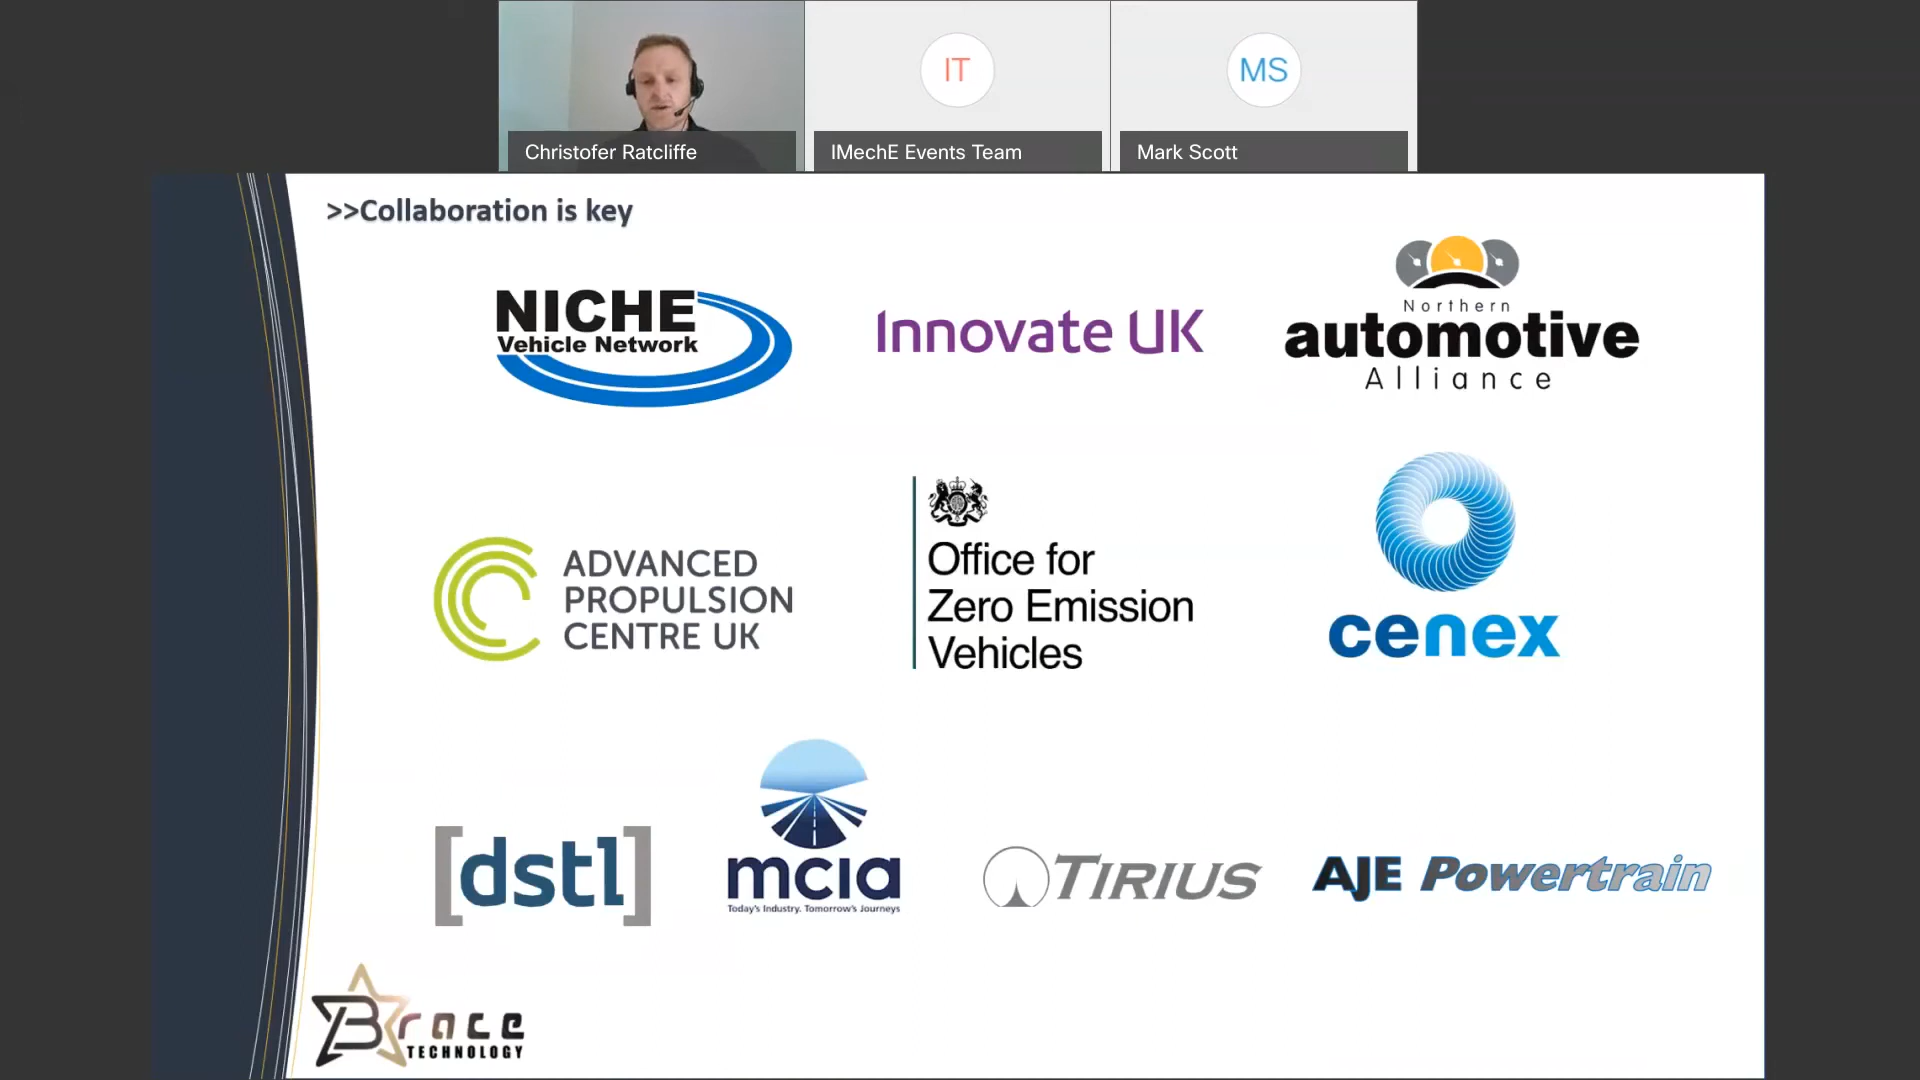 IT
MS
Christofer Ratcliffe
IMechE Events Team
Mark Scott
>>Collaboration is key
NICHE
Vehicle Network
Innovate UK
Northern
automotive
Alliance
ADVANCED
PROPULSION
CENTRE UK
Office for
Zero Emission
Vehicles
cenex
[dstl]
mcia
Today's Industry. Tomorrow's Journeys
TIRIUS
AJE Powertrain
Brace
TECHNOLOGY